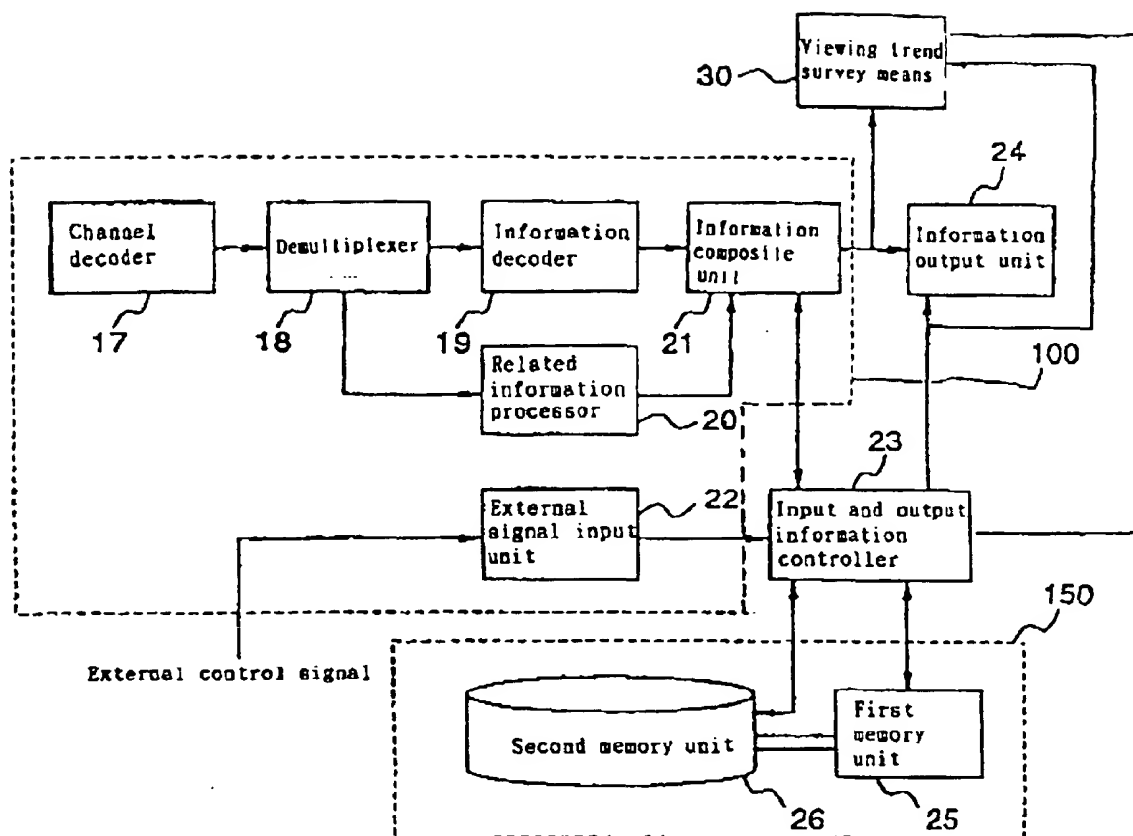 Viewing trend
survey means
30
24
Channel
decoder
Demultiplexer
Information
decoder
Information
composite
unit
Information
output unit
17
18
19
21
100
Related
information
processor
20
23
External
signal input
unit
22
Input and output
information
controller
150
External control signal
Second memory unit
First
memory
unit
26
25